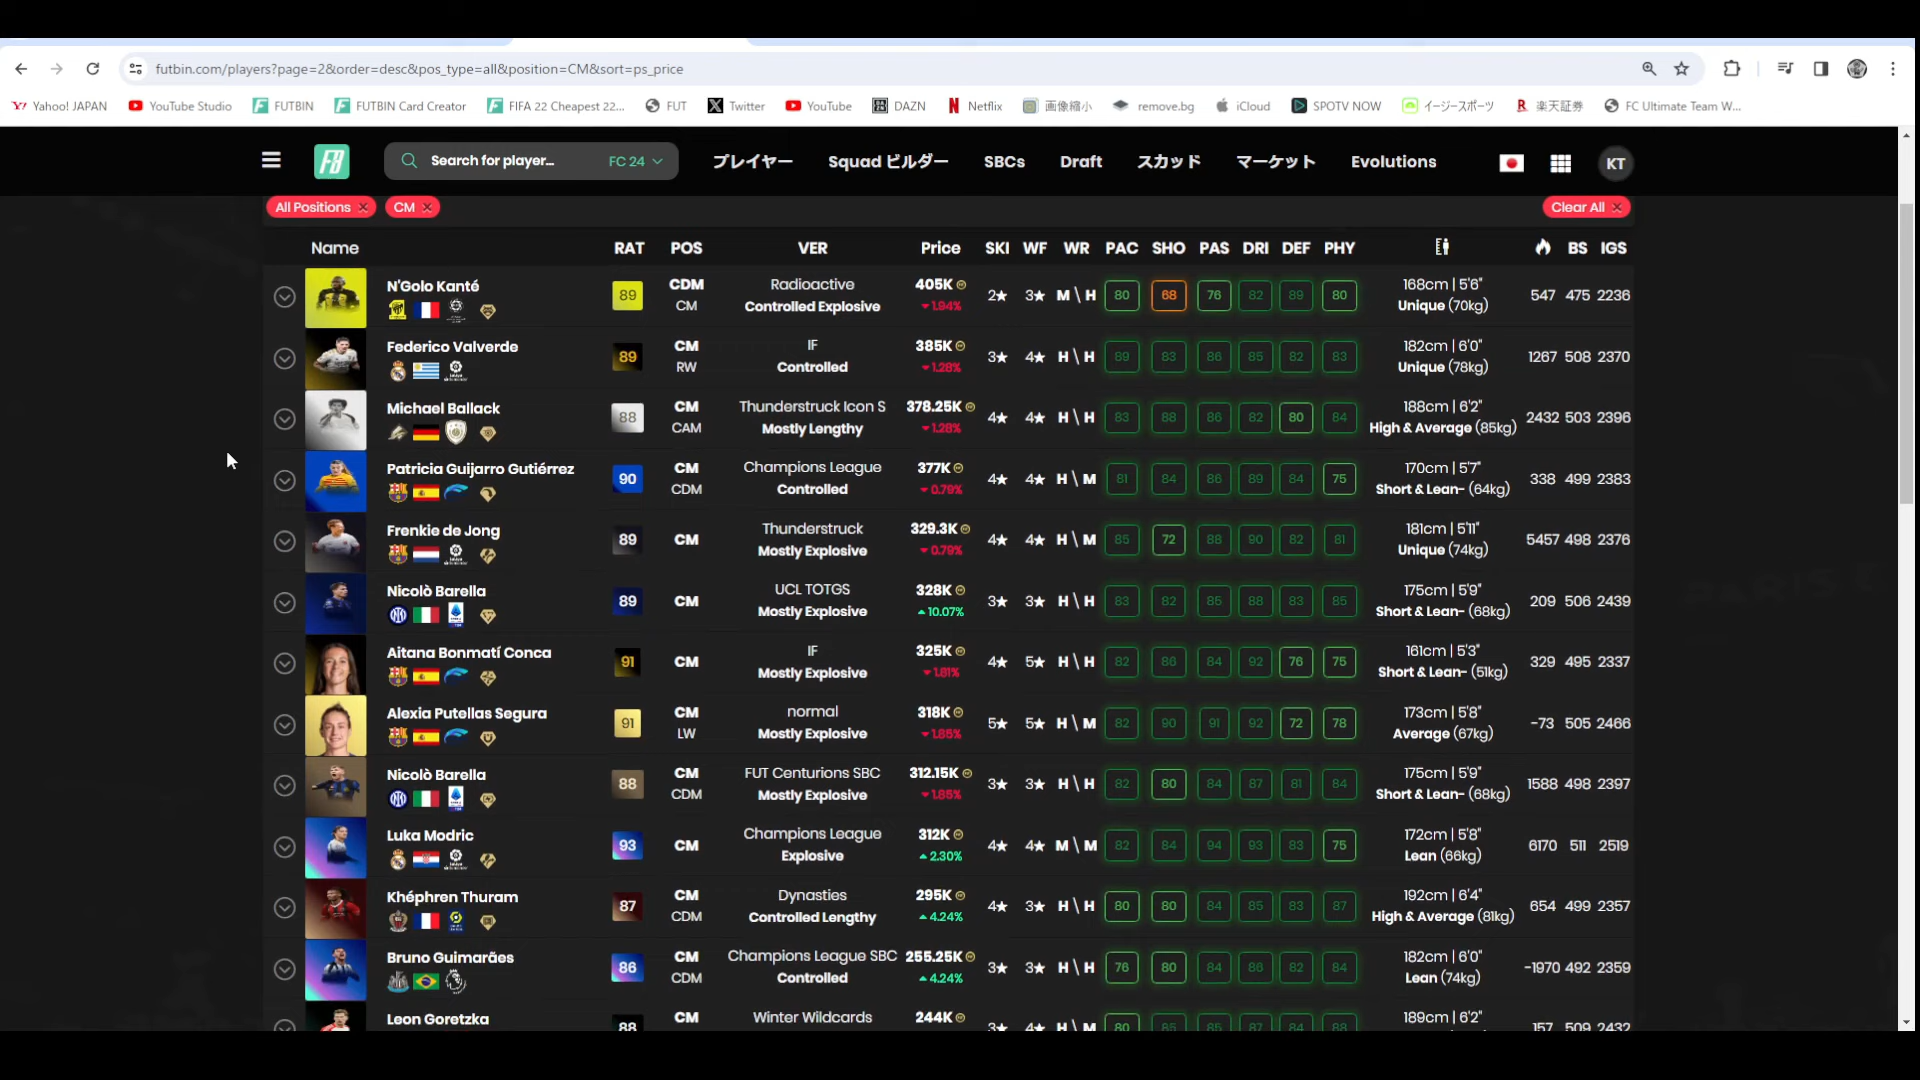 futbin.com/players?page=2&order=desc&pos_type=all&position=CM&sort=ps_price
Yahoo! JAPAN YouTube Studio FUTBIN FUTBIN Card Creator FIFA 22 Cheapest 22... FUT Twitter YouTube DAZN Netflix 画像縮小 remove.bg iCloud SPOTV NOW イージースポーツ 楽天証券 FC Ultimate Team W...
Search for player... FC 24 プレイヤー Squad ビルダー SBCs Draft スカッド マーケット Evolutions KT
All Positions CM Clear All
Name RAT POS VER Price SKI WF WR PAC SHO PAS DRI DEF PHY BS IGS
N'Golo Kanté 89 CDM CM Radioactive Controlled Explosive 405K 1.94% 2★ 3★ M \ H 80 68 76 82 89 80 168cm | 5'6" Unique (70kg) 547 475 2236
Federico Valverde 89 CM RW IF Controlled 385K 1.28% 3★ 4★ H \ H 89 83 86 85 82 83 182cm | 6'0" Unique (78kg) 1267 508 2370
Michael Ballack 88 CM CAM Thunderstruck Icon S Mostly Lengthy 378.25K 1.28% 4★ 4★ H \ H 83 88 86 82 80 84 188cm | 6'2" High & Average (85kg) 2432 503 2396
Patricia Guijarro Gutiérrez 90 CM CDM Champions League Controlled 377K 0.79% 4★ 4★ H \ M 81 84 86 89 84 75 170cm | 5'7" Short & Lean- (64kg) 338 499 2383
Frenkie de Jong 89 CM Thunderstruck Mostly Explosive 329.3K 0.79% 4★ 4★ H \ M 85 72 88 90 82 81 181cm | 5'11" Unique (74kg) 5457 498 2376
Nicolò Barella 89 CM UCL TOTGS Mostly Explosive 328K 10.07% 3★ 3★ H \ H 83 82 85 88 83 85 175cm | 5'9" Short & Lean- (68kg) 209 506 2439
Aitana Bonmatí Conca 91 CM IF Mostly Explosive 325K 1.81% 4★ 5★ H \ H 82 86 84 92 76 75 161cm | 5'3" Short & Lean- (51kg) 329 495 2337
Alexia Putellas Segura 91 CM LW normal Mostly Explosive 318K 1.85% 5★ 5★ H \ M 82 90 91 92 72 78 173cm | 5'8" Average (67kg) -73 505 2466
Nicolò Barella 88 CM CDM FUT Centurions SBC Mostly Explosive 312.15K 1.85% 3★ 3★ H \ H 82 80 84 87 81 84 175cm | 5'9" Short & Lean- (68kg) 1588 498 2397
Luka Modric 93 CM Champions League Explosive 312K 2.30% 4★ 4★ M \ M 82 84 94 93 83 75 172cm | 5'8" Lean (66kg) 6170 511 2519
Khéphren Thuram 87 CM CDM Dynasties Controlled Lengthy 295K 4.24% 4★ 3★ H \ H 80 80 84 85 83 87 192cm | 6'4" High & Average (81kg) 654 499 2357
Bruno Guimarães 86 CM CDM Champions League SBC Controlled 255.25K 4.24% 3★ 3★ H \ H 76 80 84 86 82 84 182cm | 6'0" Lean (74kg) -1970 492 2359
Leon Goretzka 88 CM Winter Wildcards 244K 3★ 4★ H \ M 80 85 85 87 84 88 189cm | 6'2" 157 509 2432